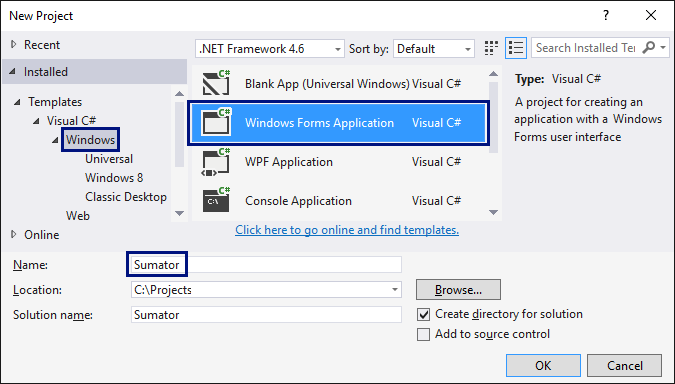 New Project
? ×
Recent
.NET Framework 4.6 Sort by: Default Search Installed Te
Installed
Templates
Visual C#
Windows
Universal
Windows 8
Classic Desktop
Web
Online
C# Blank App (Universal Windows) Visual C#
C# Windows Forms Application Visual C#
C# WPF Application Visual C#
C# C:\ Console Application Visual C#
Click here to go online and find templates.
Type: Visual C#
A project for creating an
application with a Windows
Forms user interface
Name: Sumator
Location: C:\Projects Browse...
Solution name: Sumator
Create directory for solution
Add to source control
OK Cancel